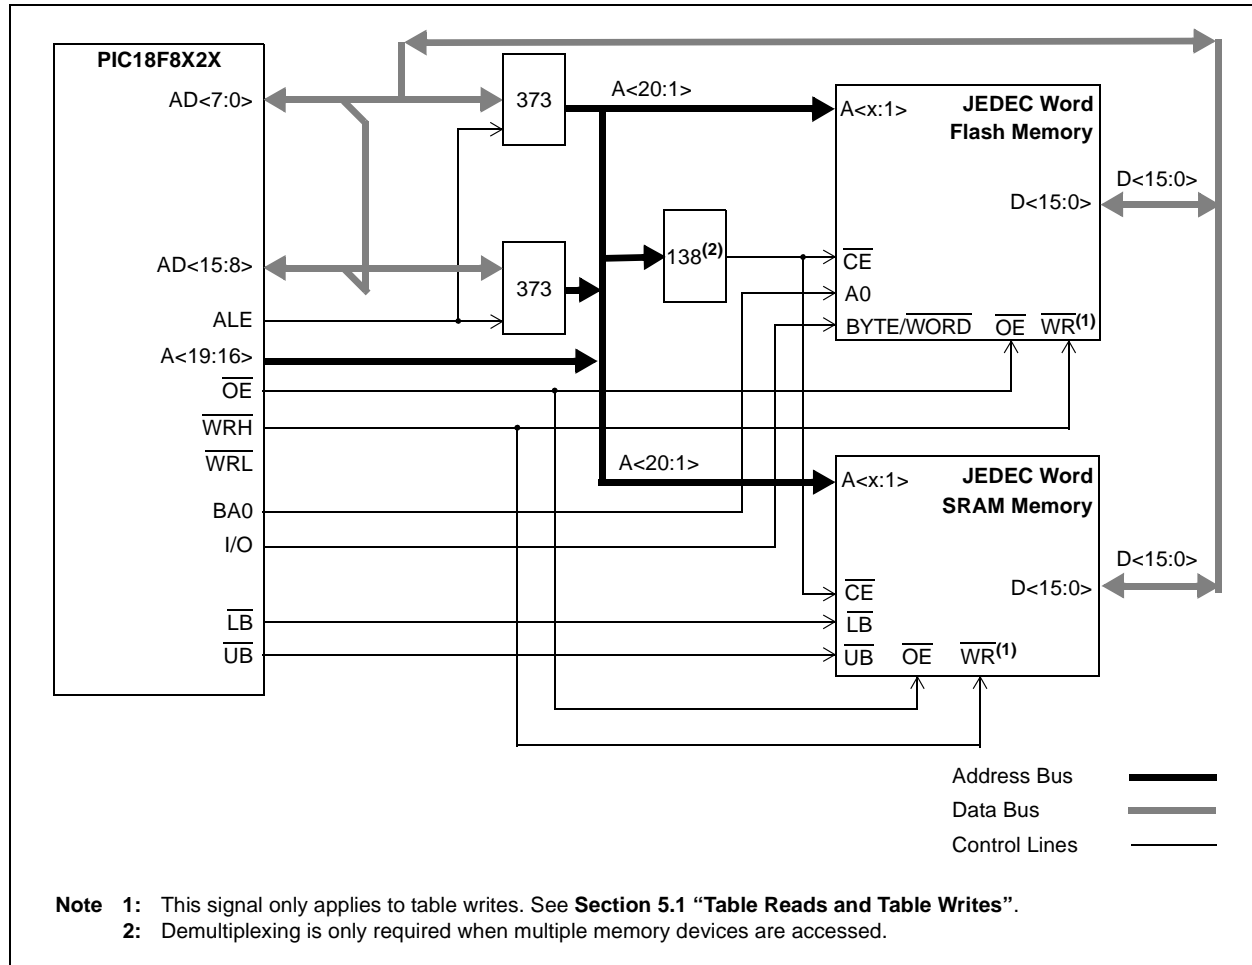 PIC18F8X2X
AD<7:0>
AD<15:8>
ALE
A<19:16>
OE
WRH
WRL
BA0
I/O
LB
UB
373
373
138(2)
A<20:1>
A<20:1>
JEDEC Word
Flash Memory
A<x:1>
D<15:0>
CE
A0
BYTE/WORD OE WR(1)
D<15:0>
JEDEC Word
SRAM Memory
A<x:1>
D<15:0>
CE
LB
UB OE WR(1)
D<15:0>
Address Bus
Data Bus
Control Lines
Note 1: This signal only applies to table writes. See Section 5.1 “Table Reads and Table Writes”.
2: Demultiplexing is only required when multiple memory devices are accessed.